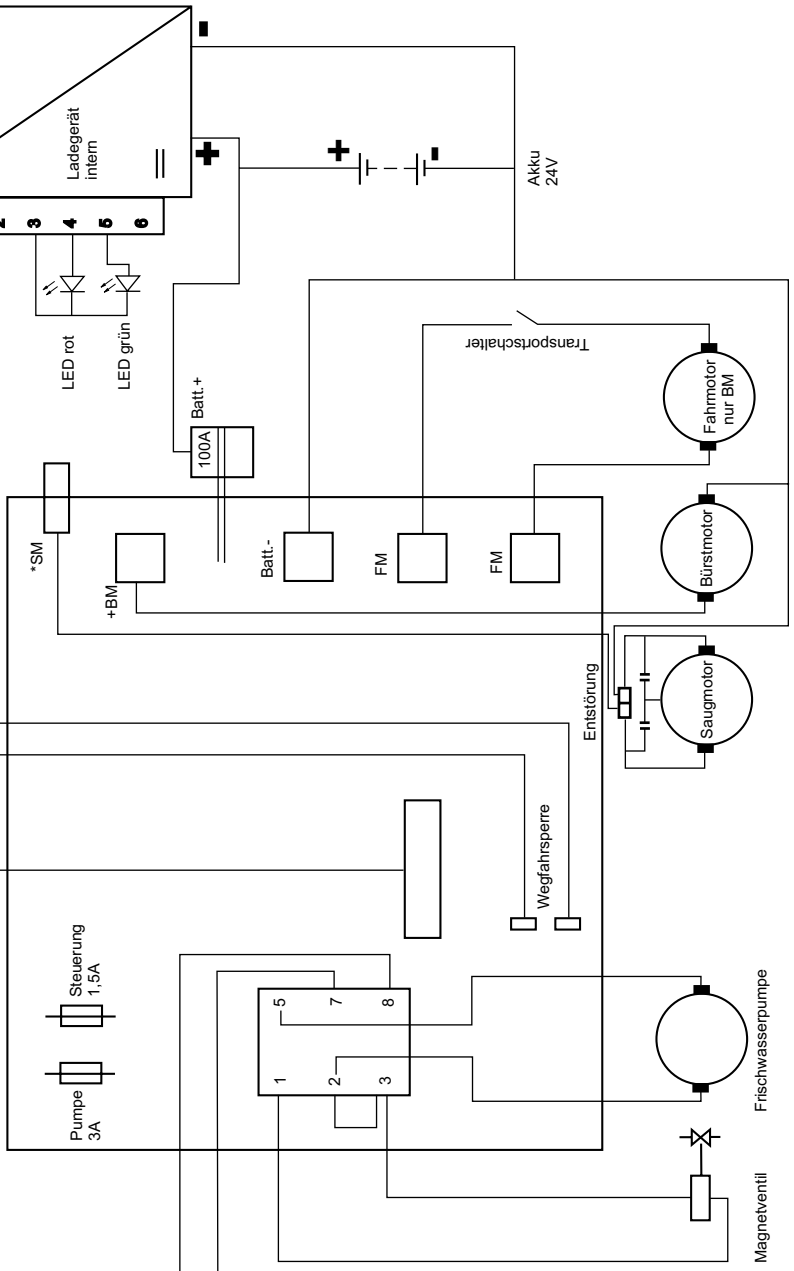 -
Ladegerät
intern
+
2
3
4
5
6
+
-
Akku
24V
LED rot
LED grün
Transportschalter
Batt.+
100A
Fahrmotor
nur BM
*SM
+BM
Batt.-
FM
FM
Bürstmotor
Entstörung
Saugmotor
Wegfahrsperre
Steuerung
1,5A
Pumpe
3A
5
7
8
1
2
3
Frischwasserpumpe
Magnetventil